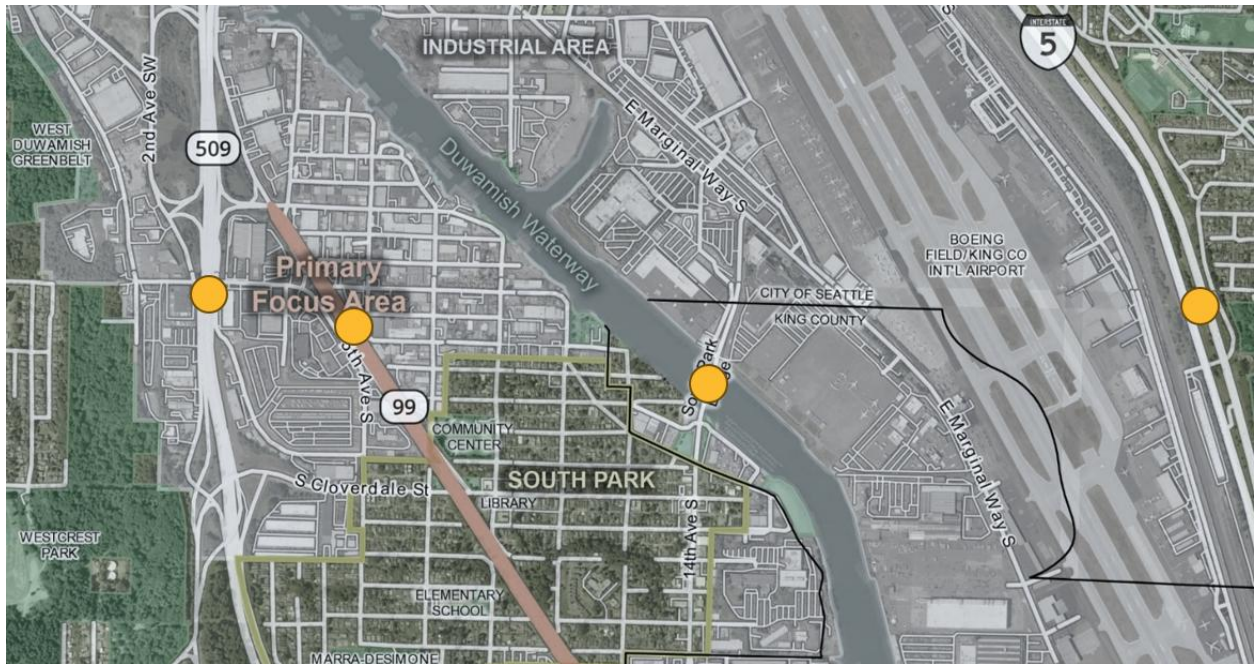 INDUSTRIAL AREA
INTERSTATE
5
2nd Ave SW
WEST
DUWAMISH
GREENBELT
509
E Marginal Way S
Duwamish Waterway
BOEING
FIELD/KING CO
INT'L AIRPORT
Primary
Focus Area
CITY OF SEATTLE
KING COUNTY
Ave S
99
COMMUNITY
CENTER
E Marginal Way S
SOUTH PARK
S Cloverdale St
LIBRARY
14th Ave S
WESTCREST
PARK
ELEMENTARY
SCHOOL
MARRA-DESIMONE